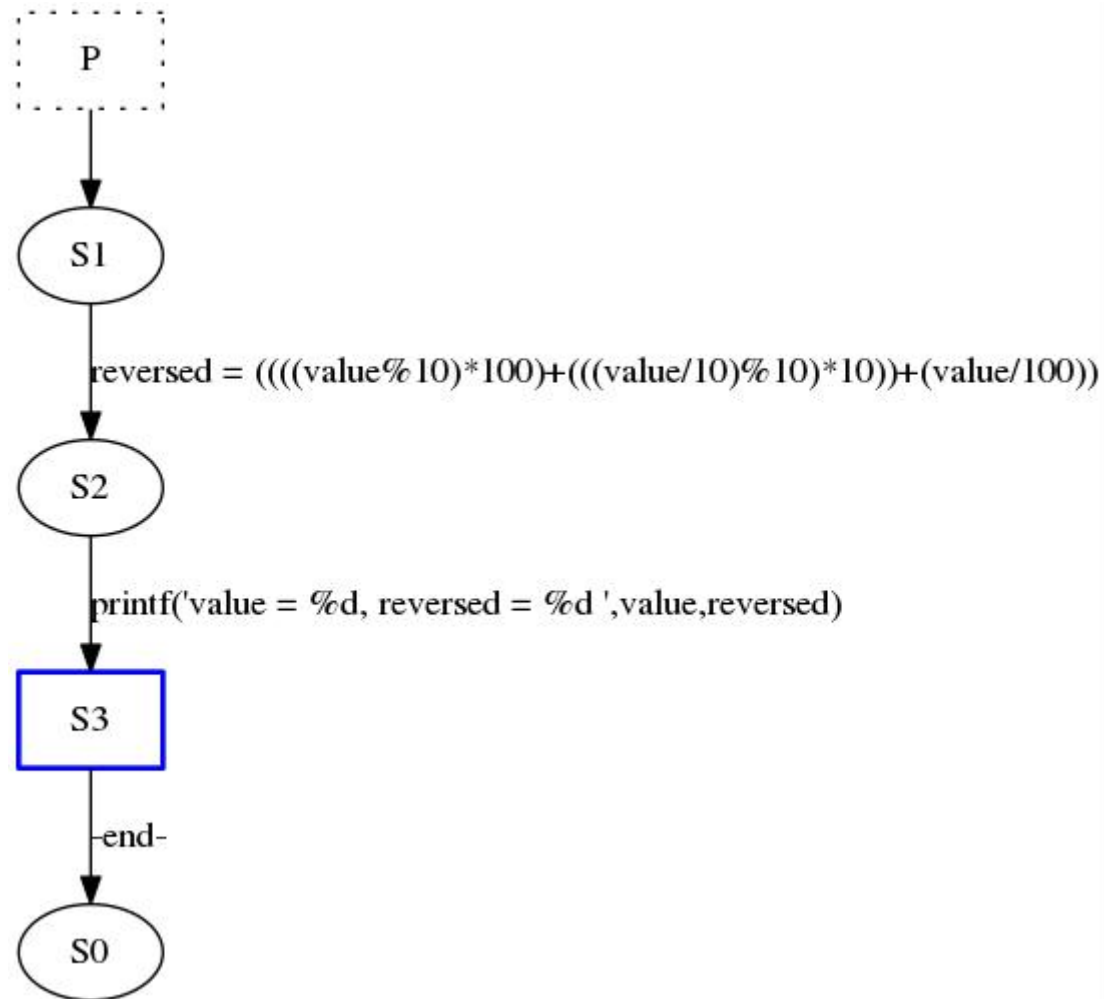 P
S1
reversed = ((((value%10)*100)+(((value/10)%10)*10))+(value/100))
S2
printf('value = %d, reversed = %d ',value,reversed)
S3
-end-
S0